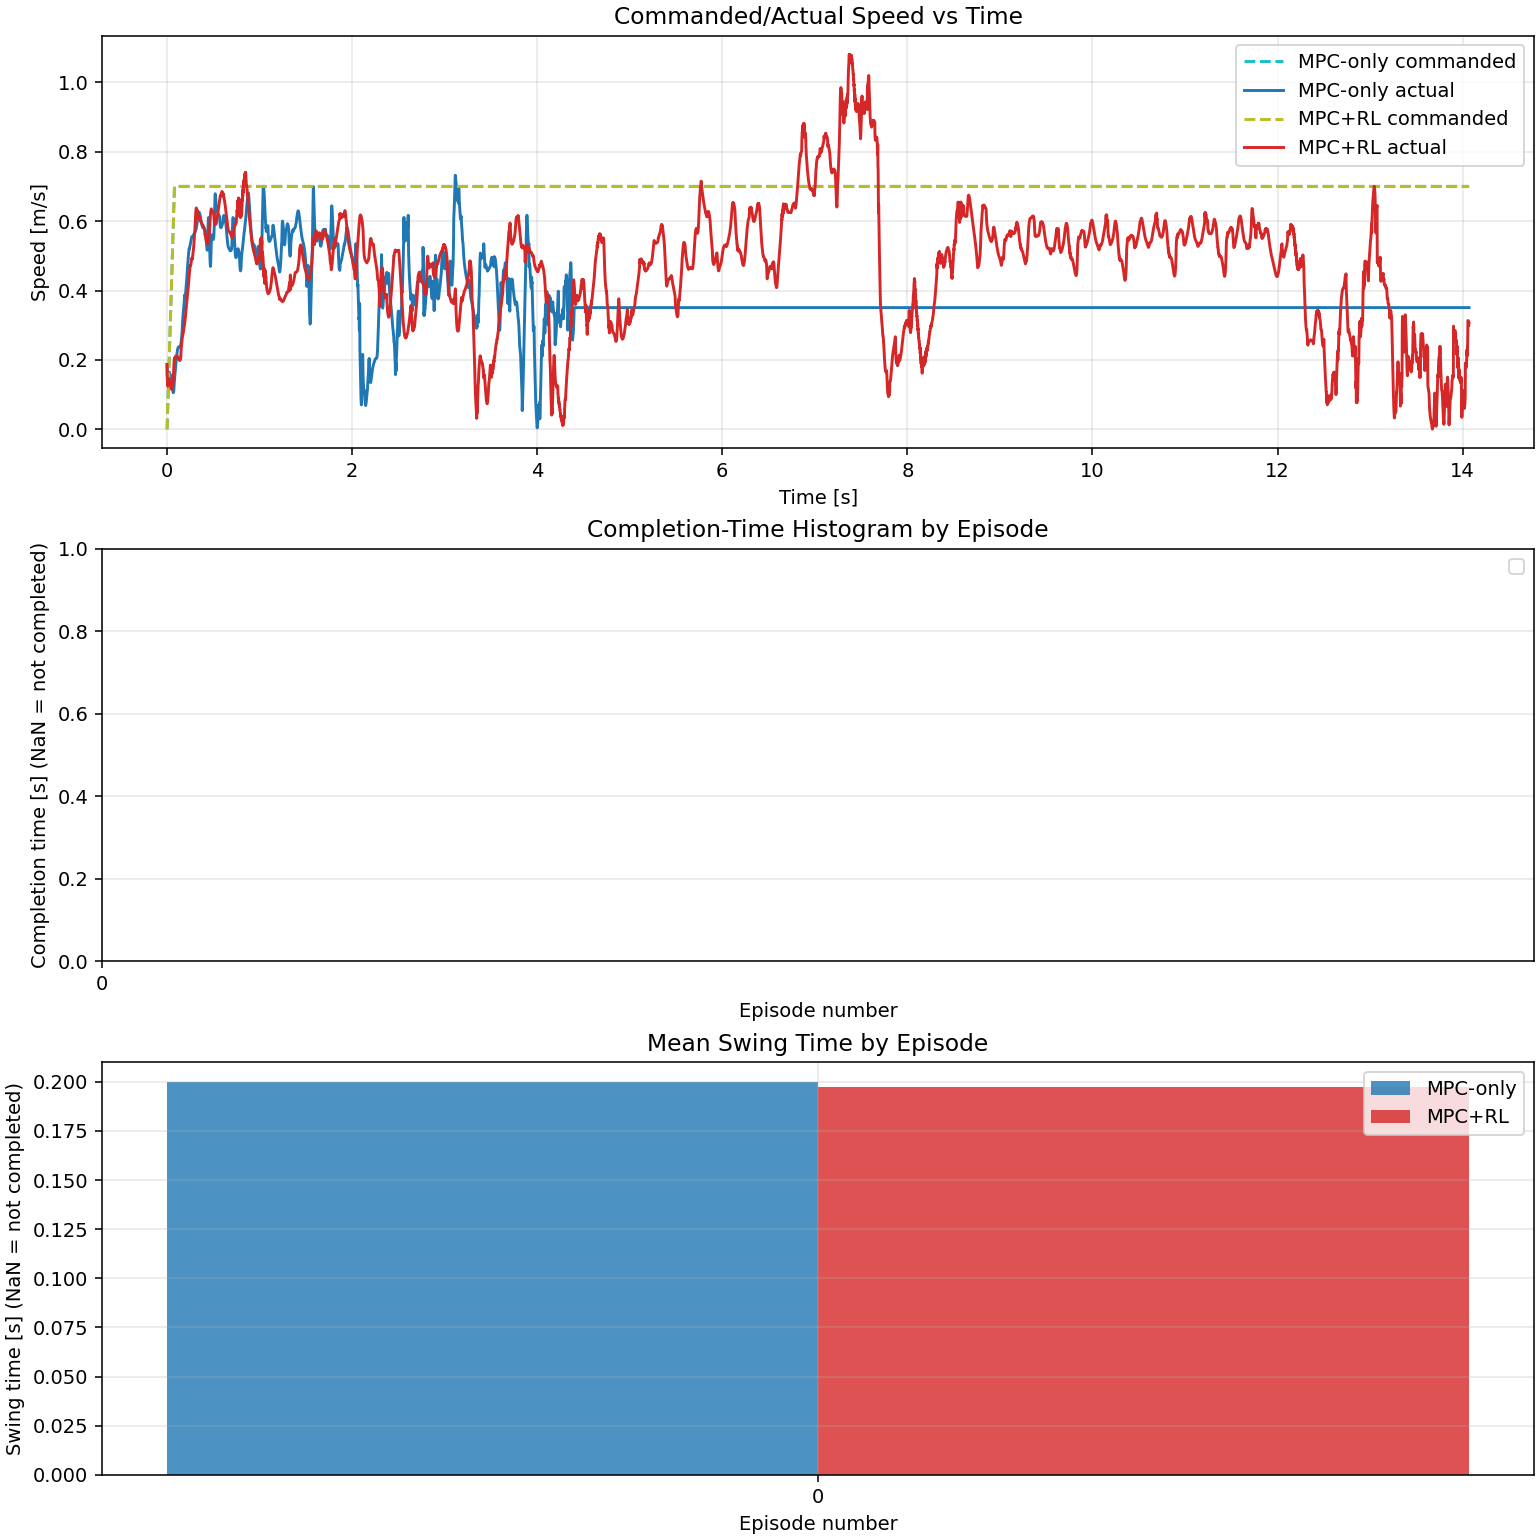 Commanded/Actual Speed vs Time
MPC-only commanded
MPC-only actual
MPC+RL commanded
MPC+RL actual
Speed [m/s]
1.0
0.8
0.6
0.4
0.2
0.0
0 2 4 6 8 10 12 14
Time [s]
Completion-Time Histogram by Episode
Completion time [s] (NaN = not completed)
1.0
0.8
0.6
0.4
0.2
0.0
0
Episode number
Mean Swing Time by Episode
MPC-only
MPC+RL
Swing time [s] (NaN = not completed)
0.200
0.175
0.150
0.125
0.100
0.075
0.050
0.025
0.000
0
Episode number